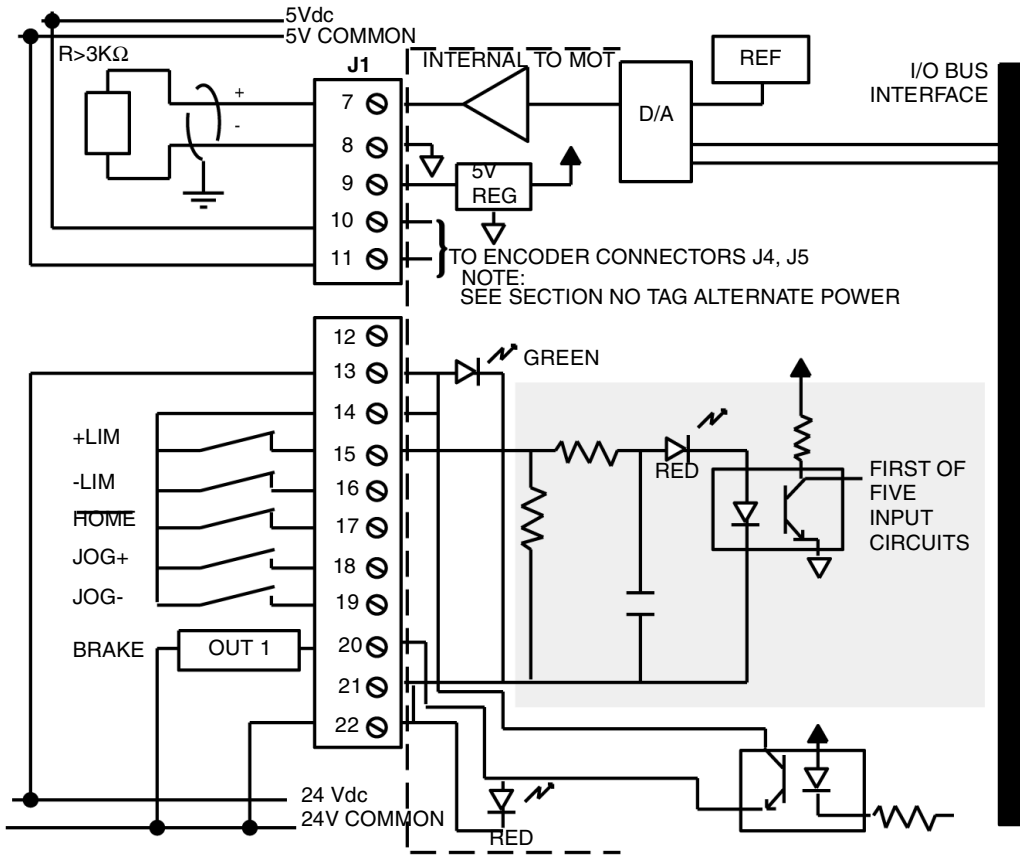 5Vdc
5V COMMON
R>3KΩ
J1
INTERNAL TO MOT
REF
I/O BUS
INTERFACE
+
-
7
D/A
8
9
5V
REG
10
11
TO ENCODER CONNECTORS J4, J5
NOTE:
SEE SECTION NO TAG ALTERNATE POWER
12
13
GREEN
14
+LIM
15
RED
-LIM
16
FIRST OF
FIVE
INPUT
CIRCUITS
HOME
17
JOG+
18
JOG-
19
BRAKE
OUT 1
20
21
22
24 Vdc
24V COMMON
RED